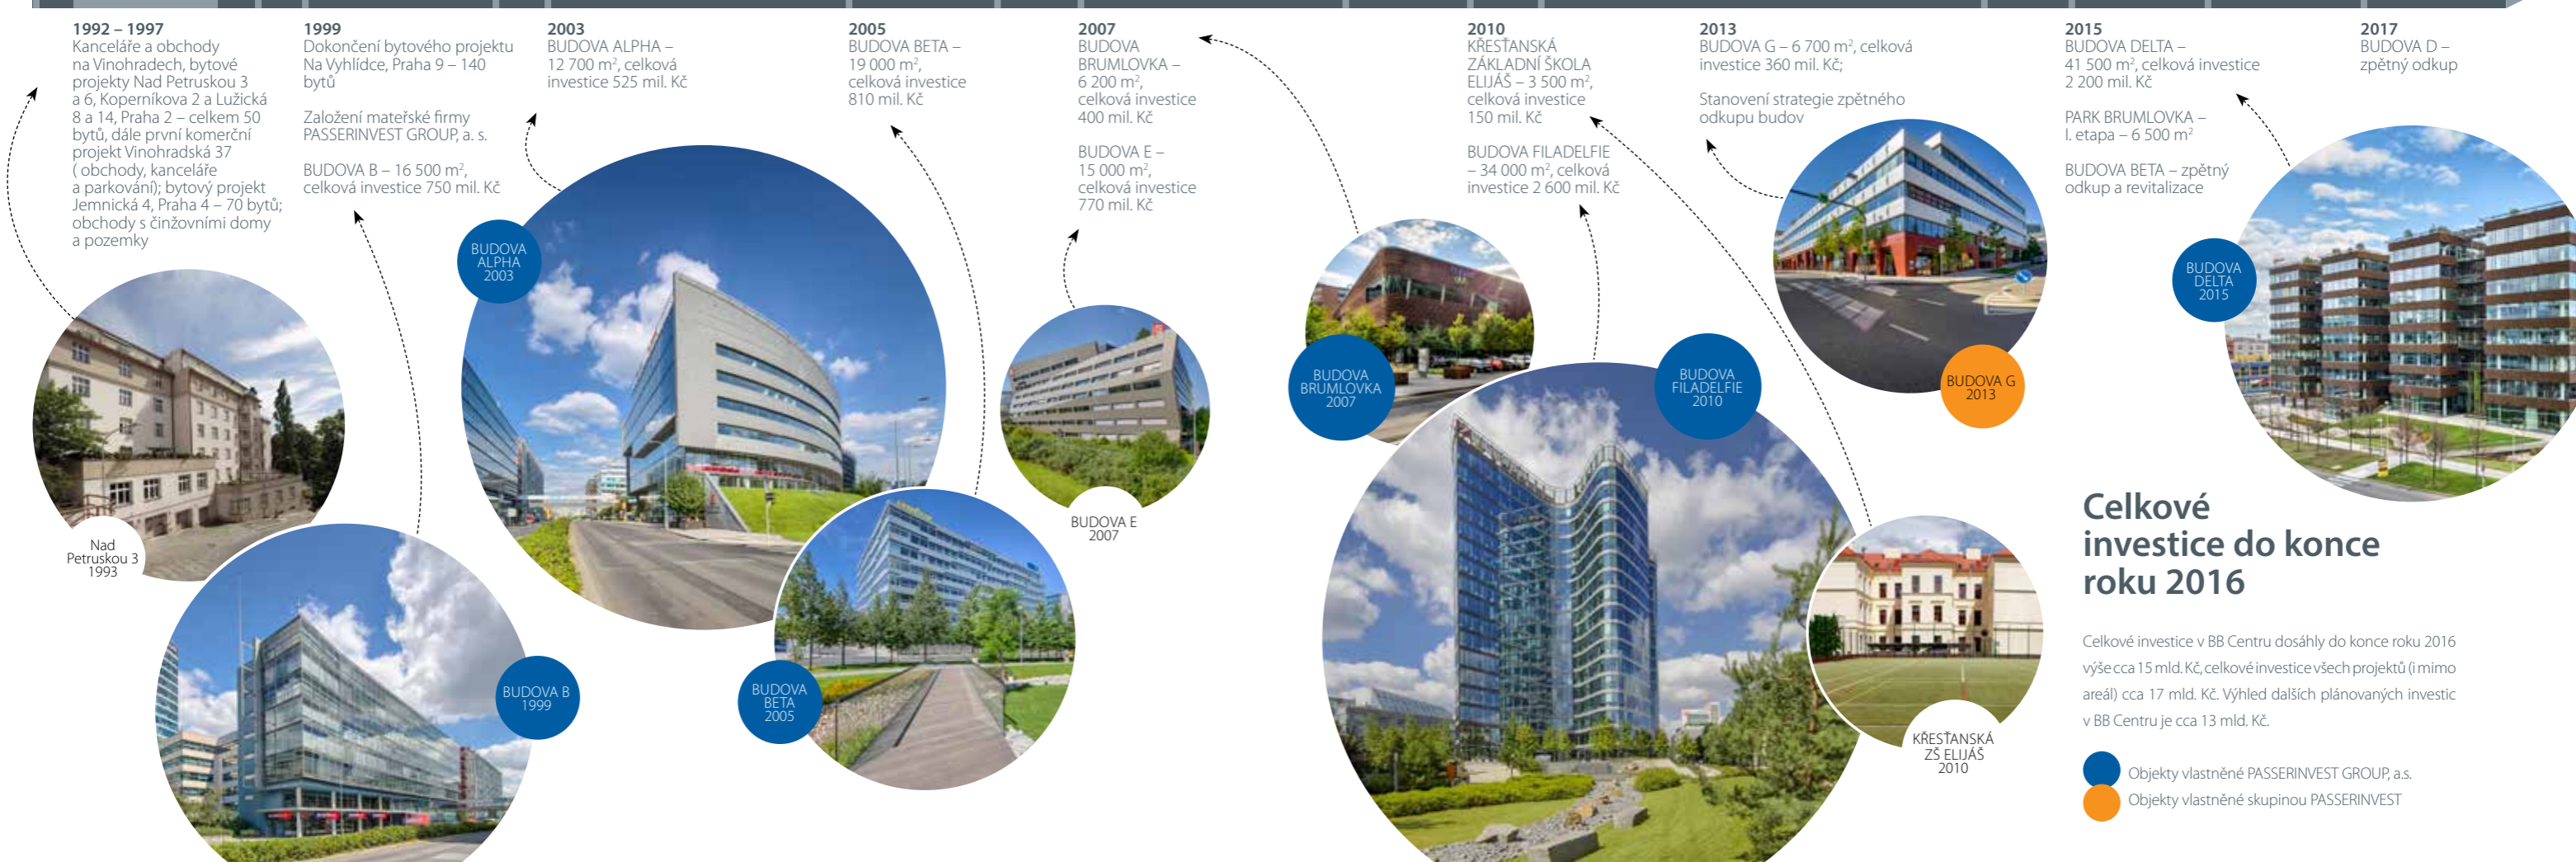 1992 – 1997
Kanceláře a obchody
na Vinohradech, bytové
projekty Nad Petruskou 3
a 6, Koperníkova 2 a Lužická
8 a 14, Praha 2 – celkem 50
bytů, dále první komerční
projekt Vinohradská 37
( obchody, kanceláře
a parkování); bytový projekt
Jemnická 4, Praha 4 – 70 bytů;
obchody s činžovními domy
a pozemky
1999
Dokončení bytového projektu
Na Vyhlídce, Praha 9 – 140
bytů
Založení mateřské firmy
PASSERINVEST GROUP, a. s.
BUDOVA B – 16 500 m²,
celková investice 750 mil. Kč
2003
BUDOVA ALPHA –
12 700 m², celková
investice 525 mil. Kč
2005
BUDOVA BETA –
19 000 m²,
celková investice
810 mil. Kč
2007
BUDOVA
BRUMLOVKA –
6 200 m²,
celková investice
400 mil. Kč
BUDOVA E –
15 000 m²,
celková investice
770 mil. Kč
2010
KŘESŤANSKÁ
ZÁKLADNÍ ŠKOLA
ELIJÁŠ – 3 500 m²,
celková investice
150 mil. Kč
BUDOVA FILADELFIE
– 34 000 m², celková
investice 2 600 mil. Kč
2013
BUDOVA G – 6 700 m², celková
investice 360 mil. Kč;
Stanovení strategie zpětného
odkupu budov
2015
BUDOVA DELTA –
41 500 m², celková investice
2 200 mil. Kč
PARK BRUMLOVKA –
I. etapa – 6 500 m²
BUDOVA BETA – zpětný
odkup a revitalizace
2017
BUDOVA D –
zpětný odkup
Nad
Petruskou 3
1993
BUDOVA B
1999
BUDOVA
ALPHA
2003
BUDOVA
BETA
2005
BUDOVA E
2007
BUDOVA
BRUMLOVKA
2007
BUDOVA
FILADELFIE
2010
KŘESŤANSKÁ
ZŠ ELIJÁŠ
2010
BUDOVA G
2013
BUDOVA
DELTA
2015
Celkové
investice do konce
roku 2016
Celkové investice v BB Centru dosáhly do konce roku 2016
výše cca 15 mld. Kč, celkové investice všech projektů (i mimo
areál) cca 17 mld. Kč. Výhled dalších plánovaných investic
v BB Centru je cca 13 mld. Kč.
Objekty vlastněné PASSERINVEST GROUP, a.s.
Objekty vlastněné skupinou PASSERINVEST